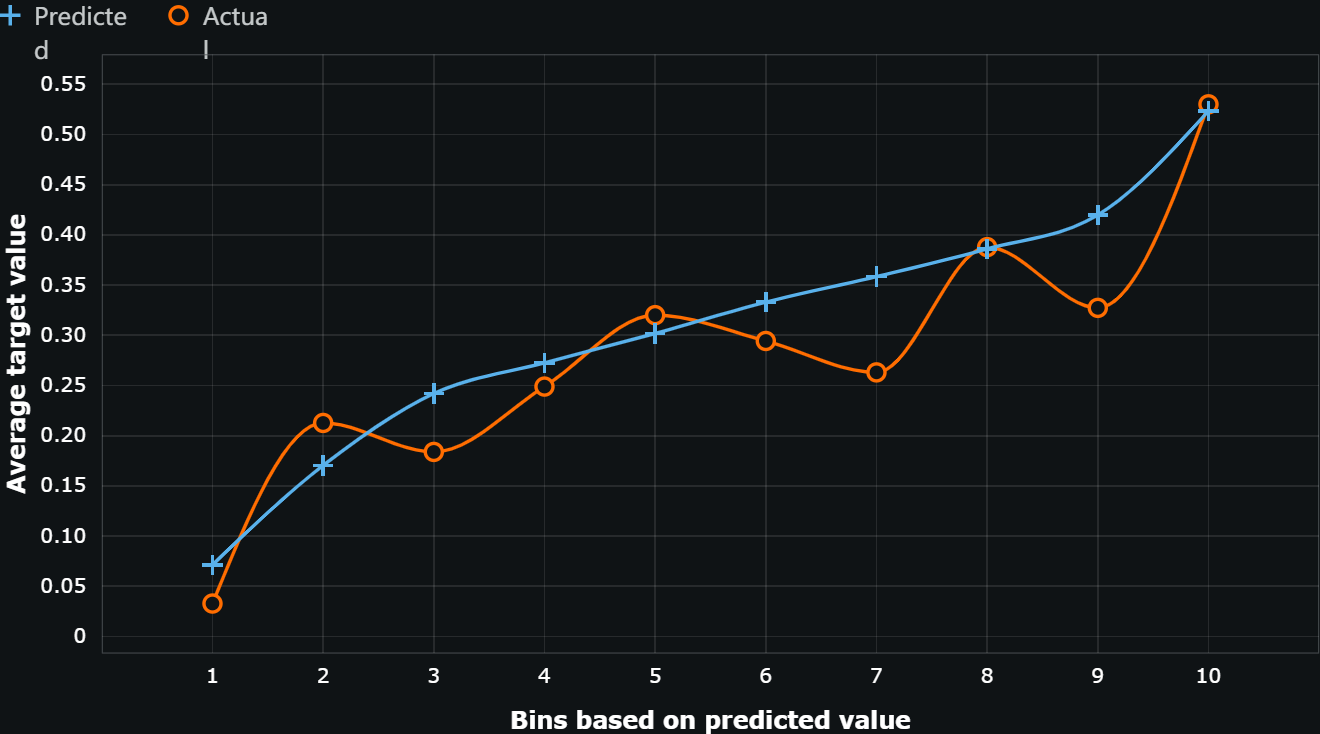 Predicte
d
Actua
l
0.55
0.50
0.45
0.40
0.35
0.30
0.25
0.20
0.15
0.10
0.05
0
Average target value
1 2 3 4 5 6 7 8 9 10
Bins based on predicted value